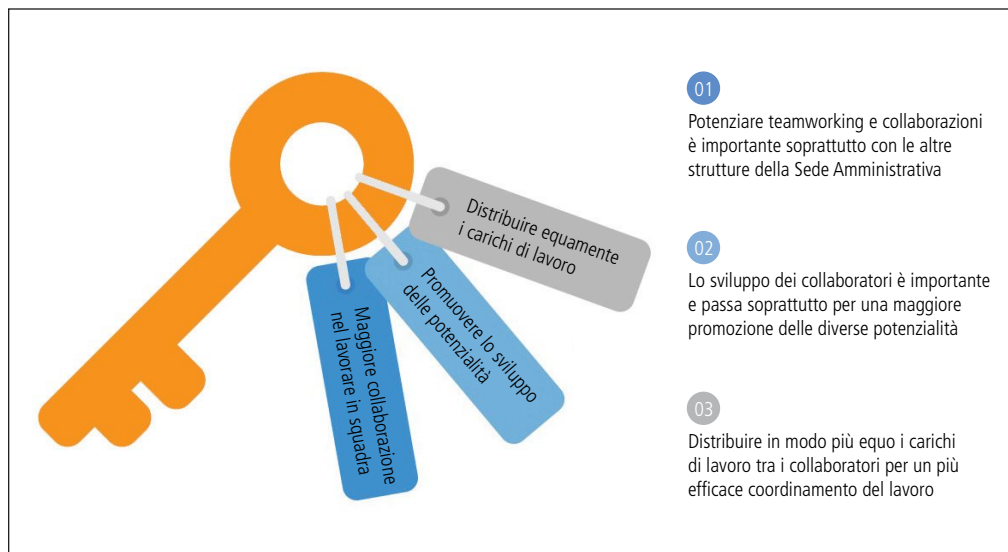 Distribuire equamente
i carichi di lavoro
Promuovere lo sviluppo
delle potenzialità
Maggiore collaborazione
nel lavorare in squadra
01
Potenziare teamworking e collaborazioni
è importante soprattutto con le altre
strutture della Sede Amministrativa
02
Lo sviluppo dei collaboratori è importante
e passa soprattutto per una maggiore
promozione delle diverse potenzialità
03
Distribuire in modo più equo i carichi
di lavoro tra i collaboratori per un più
efficace coordinamento del lavoro